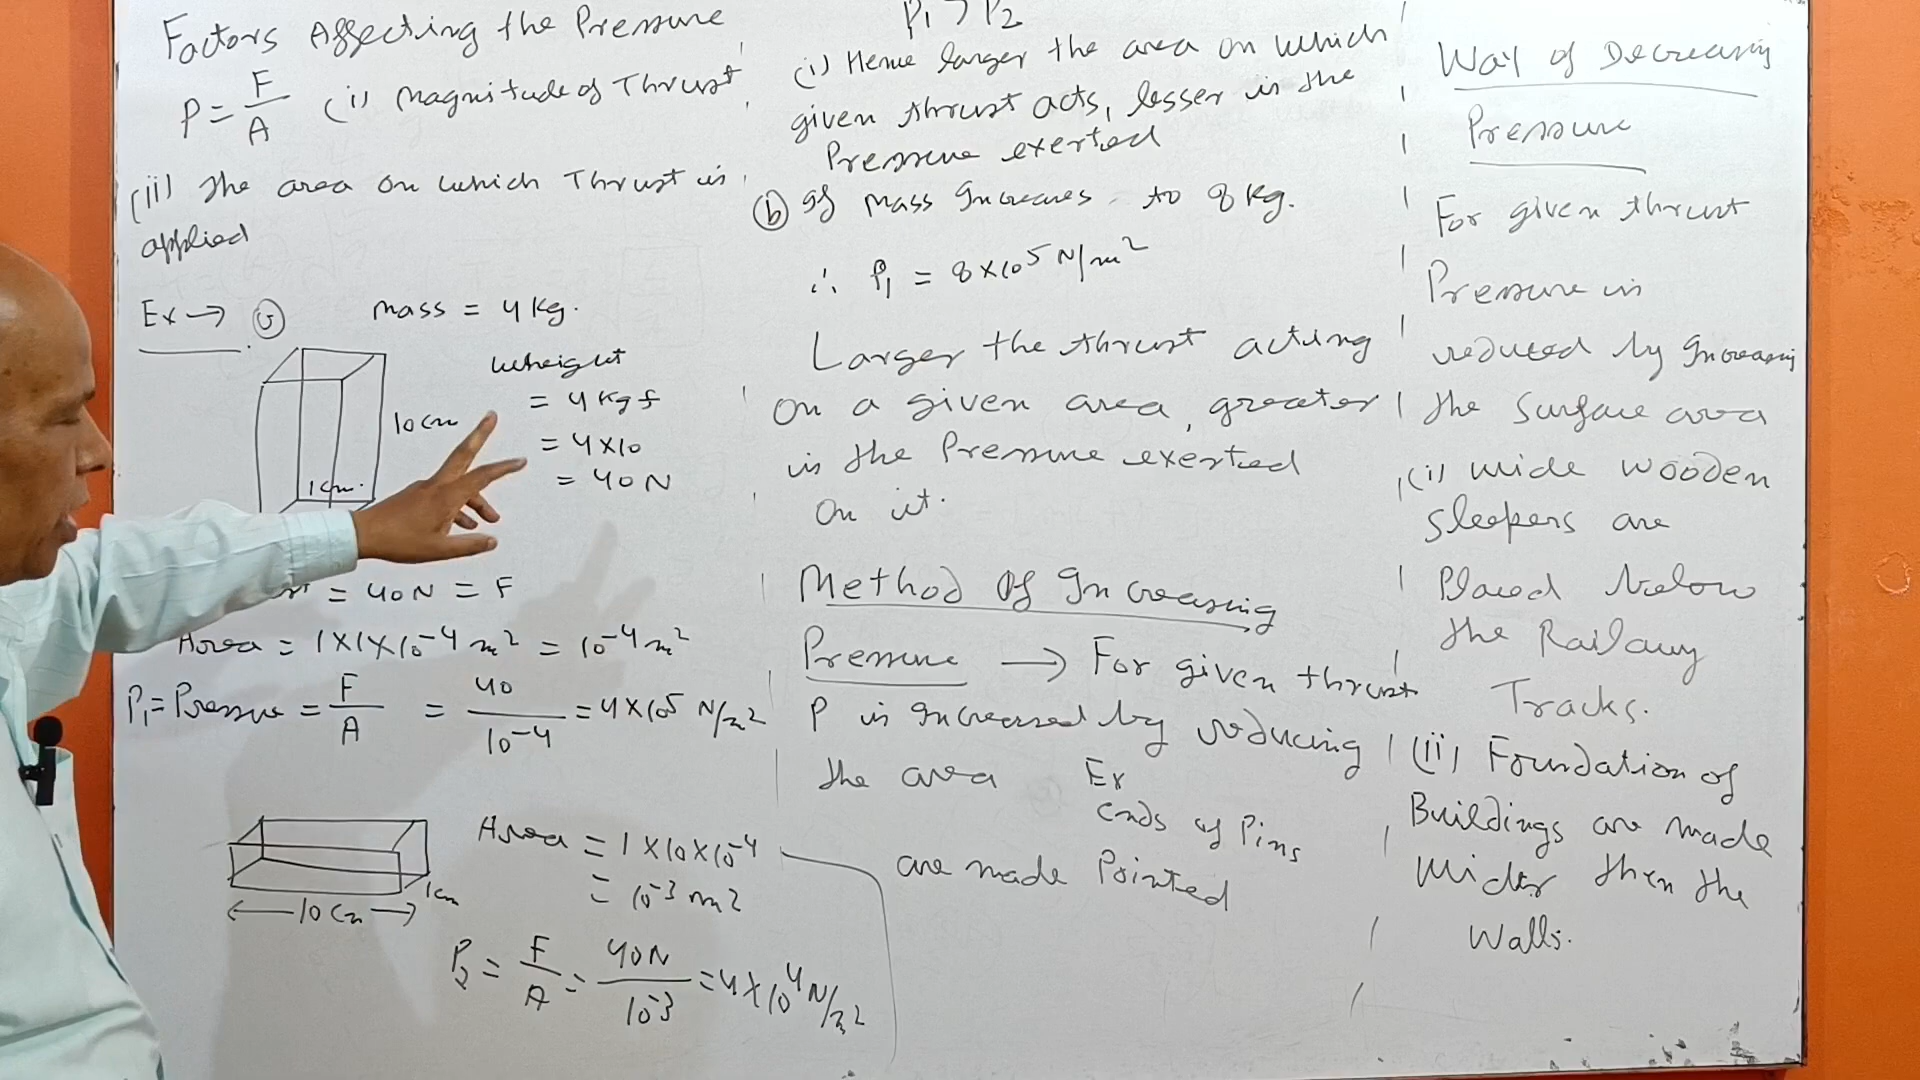 Factors Affecting the Pressure
P = F/A (i) Magnitude of Thrust
(ii) The area on which Thrust is
applied
Ex →
mass = 4 kg.
Wheight
= 4 kgf
= 4 × 10
= 40 N
10 cm
1 cm.
= 40 N = F
Area = 1 × 1 × 10⁻⁴ m² = 10⁻⁴ m²
P₁ = Pressure = F/A = 40/10⁻⁴ = 4 × 10⁵ N/m²
Area = 1 × 10 × 10⁻⁴
= 10⁻³ m²
1 cm
10 cm
P₂ = F/A = 40N/10⁻³ = 4 × 10⁴ N/m²
P₁ > P₂
(i) Hence larger the area on which
given thrust acts, lesser is the
Pressure exerted
(b) If Mass Increases to 8 kg.
∴ P₁ = 8 × 10⁵ N/m²
Larger the thrust acting
on a given area, greater
is the Pressure exerted
on it.
Method Of Increasing
Pressure → For given thrust
P is Increased by reducing
the area Ex
ends of Pins
are made Pointed
Way of Decreasing
Pressure
For given thrust
Pressure is
reduced by Increasing
the Surface area
(i) wide wooden
sleepers are
Placed below
the Railway
Tracks.
(ii) Foundation of
Buildings are made
Wider then the
Walls.